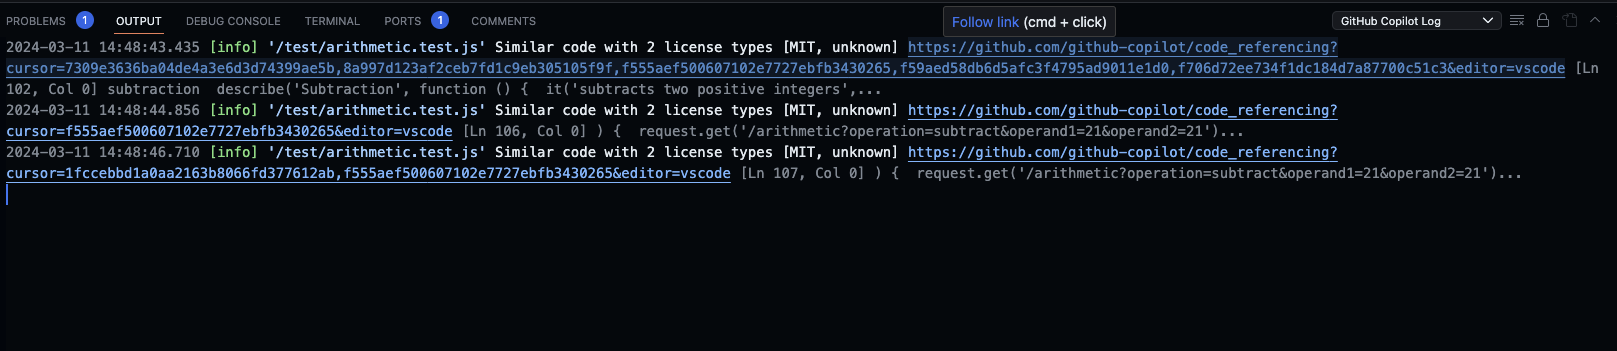 PROBLEMS 1 OUTPUT DEBUG CONSOLE TERMINAL PORTS 1 COMMENTS Follow link (cmd + click) GitHub Copilot Log
2024-03-11 14:48:43.435 [info] '/test/arithmetic.test.js' Similar code with 2 license types [MIT, unknown] https://github.com/github-copilot/code_referencing?
cursor=7309e3636ba04de4a3e6d3d74399ae5b,8a997d123af2ceb7fd1c9eb305105f9f,f555aef500607102e7727ebfb3430265,f59aed58db6d5afc3f4795ad9011e1d0,f706d72ee734f1dc184d7a87700c51c3&editor=vscode [Ln
102, Col 0] subtraction  describe('Subtraction', function () {  it('subtracts two positive integers',...
2024-03-11 14:48:44.856 [info] '/test/arithmetic.test.js' Similar code with 2 license types [MIT, unknown] https://github.com/github-copilot/code_referencing?
cursor=f555aef500607102e7727ebfb3430265&editor=vscode [Ln 106, Col 0] ) {  request.get('/arithmetic?operation=subtract&operand1=21&operand2=21')...
2024-03-11 14:48:46.710 [info] '/test/arithmetic.test.js' Similar code with 2 license types [MIT, unknown] https://github.com/github-copilot/code_referencing?
cursor=1fccebbd1a0aa2163b8066fd377612ab,f555aef500607102e7727ebfb3430265&editor=vscode [Ln 107, Col 0] ) {  request.get('/arithmetic?operation=subtract&operand1=21&operand2=21')...